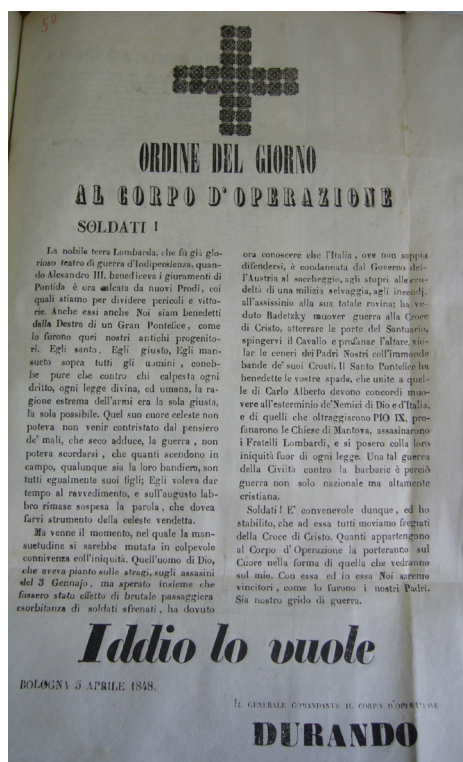 50
ORDINE DEL GIORNO
AL CORPO D'OPERAZIONE
SOLDATI !
La nobile terra Lombarda, che fù già glo-
rioso teatro di guerra d'Indipendenza, quan-
do Alesandro III. benediceva i giuramenti di
Pontida è ora calcata da nuovi Prodi, coi
quali stiamo per dividere pericoli e vitto-
rie. Anche essi anche Noi siam benedetti
dalla Destra di un Gran Pontefice, come
lo furono quei nostri antichi progenito-
ri. Egli santo, Egli giusto, Egli man-
sueto sopra tutti gli uomini, conob-
be pure che contro chi calpesta ogni
dritto, ogni legge divina, ed umana, la ra-
gione estrema dell'armi era la sola giusta,
la sola possibile. Quel suo cuore celeste non
poteva non venir contristato dal pensiero
de' mali, che seco adduce, la guerra, non
poteva scordarsi, che quanti scendono in
campo, qualunque sia la loro bandiera, son
tutti egualmente suoi figli; Egli voleva dar
tempo al ravvedimento, e sull'augusto lab-
bro rimase sospesa la parola, che dovea
farvi strumento della celeste vendetta.
Ma venne il momento, nel quale la man-
suetudine si sarebbe mutata in colpevole
connivenza coll'iniquità. Quell'uomo di Dio,
che aveva pianto sulle stragi, sugli assasini
del 3 Gennajo, ma sperato insieme che
fossero stato effetto di brutale passaggiera
esorbitanza di soldati sfrenati, ha dovuto
ora conoscere che l'Italia, ove non sappia
difendersi, è condannata dal Governo del-
l'Austria al saccheggio, agli stupri alle cru-
deltà di una milizia selvaggia, agli incendj,
all'assissinio alla sua totale rovina; ha ve-
duto Radetzky muover guerra alla Croce
di Cristo, atterrare le porte del Santuario,
spingervi il Cavallo e profanar l'altare, vio-
lar le ceneri dei Padri Nostri coll'immonde
bande de' suoi Croati. Il Santo Pontefice ha
benedette le vostre spade, che unite a quel-
le di Carlo Alberto devono concordi muo-
vere all'esterminio de'Nemici di Dio e d'Italia,
e di quelli che oltraggiarono PIO IX, pro-
fanarono le Chiese di Mantova, assasinarono
i Fratelli Lombardi, e si posero colla loro
iniquità fuor di ogni legge. Una tal guerra
della Civiltà contro la barbarie è perciò
guerra non solo nazionale ma altamente
cristiana.
Soldati! E' convenevole dunque, ed ho
stabilito, che ad essa tutti moviamo fregiati
della Croce di Cristo. Quanti appartengono
al Corpo d'Operazione la porteranno sul
Cuore nella forma di quella che vedranno
sul mio. Con essa ed in essa Noi saremo
vincitori, come lo furono i nostri Padri.
Sia nostro grido di guerra.
Iddio lo vuole
BOLOGNA 5 APRILE 1848.
IL GENERALE COMANDANTE IL CORPO D'OPERAZIONE
DURANDO